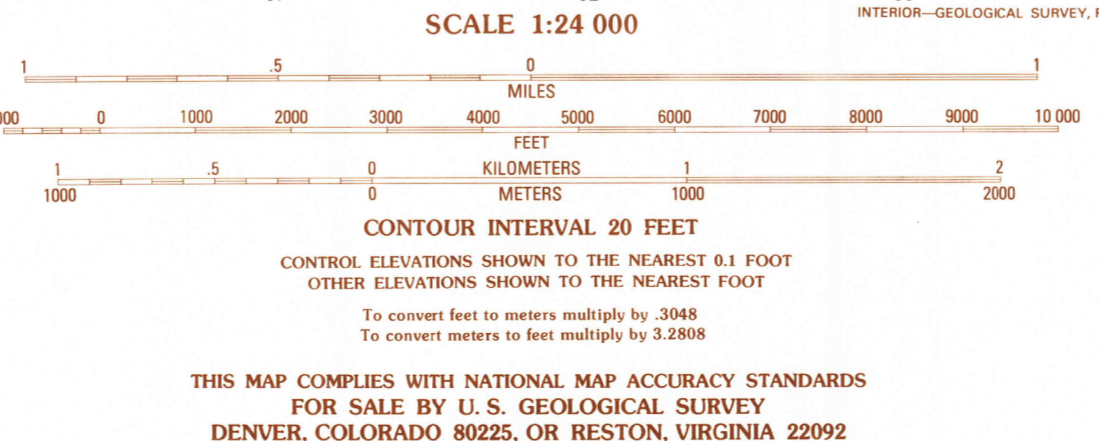 INTERIOR—GEOLOGICAL SURVEY,
SCALE 1:24 000
1 .5 0 1
MILES
0 1000 2000 3000 4000 5000 6000 7000 8000 9000 10 000
FEET
1 .5 0 KILOMETERS 1 2
1000 0 METERS 1000 2000
CONTOUR INTERVAL 20 FEET
CONTROL ELEVATIONS SHOWN TO THE NEAREST 0.1 FOOT
OTHER ELEVATIONS SHOWN TO THE NEAREST FOOT
To convert feet to meters multiply by .3048
To convert meters to feet multiply by 3.2808
THIS MAP COMPLIES WITH NATIONAL MAP ACCURACY STANDARDS
FOR SALE BY U. S. GEOLOGICAL SURVEY
DENVER, COLORADO 80225, OR RESTON, VIRGINIA 22092